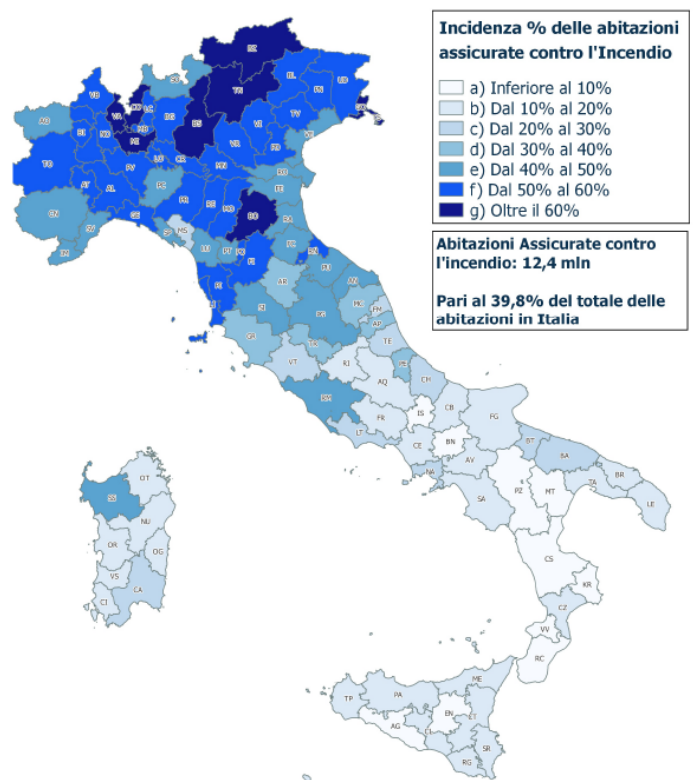 Incidenza % delle abitazioni
assicurate contro l'Incendio
a) Inferiore al 10%
b) Dal 10% al 20%
c) Dal 20% al 30%
d) Dal 30% al 40%
e) Dal 40% al 50%
f) Dal 50% al 60%
g) Oltre il 60%
Abitazioni Assicurate contro
l'incendio: 12,4 mln
Pari al 39,8% del totale delle
abitazioni in Italia
BZ
SO
TN
BL
UD
PN
VB
CO
LC
AO
VA
BG
BS
TV
BI
NO
MI
VI
VE
VR
TO
PV
CR
MN
RO
AT
AL
PC
FE
PR
RE
MO
BO
CN
GE
RA
SV
SP
MS
IM
LU
PT
PO
FC
RN
FI
PU
PI
AR
AN
SI
MC
FM
PG
AP
GR
TR
TE
VT
RI
PE
AQ
CH
RM
FR
IS
CB
FG
LT
CE
BN
BT
BA
NA
AV
BR
SA
PZ
MT
TA
LE
OT
SS
NU
OR
OG
VS
CA
CI
CS
KR
CZ
VV
RC
ME
TP
PA
EN
CT
AG
CL
SR
RG